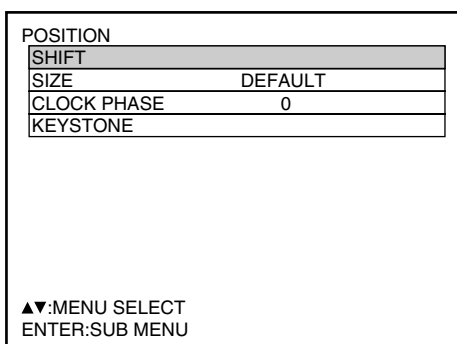 POSITION
SHIFT
SIZE DEFAULT
CLOCK PHASE 0
KEYSTONE
▲▼:MENU SELECT
ENTER:SUB MENU